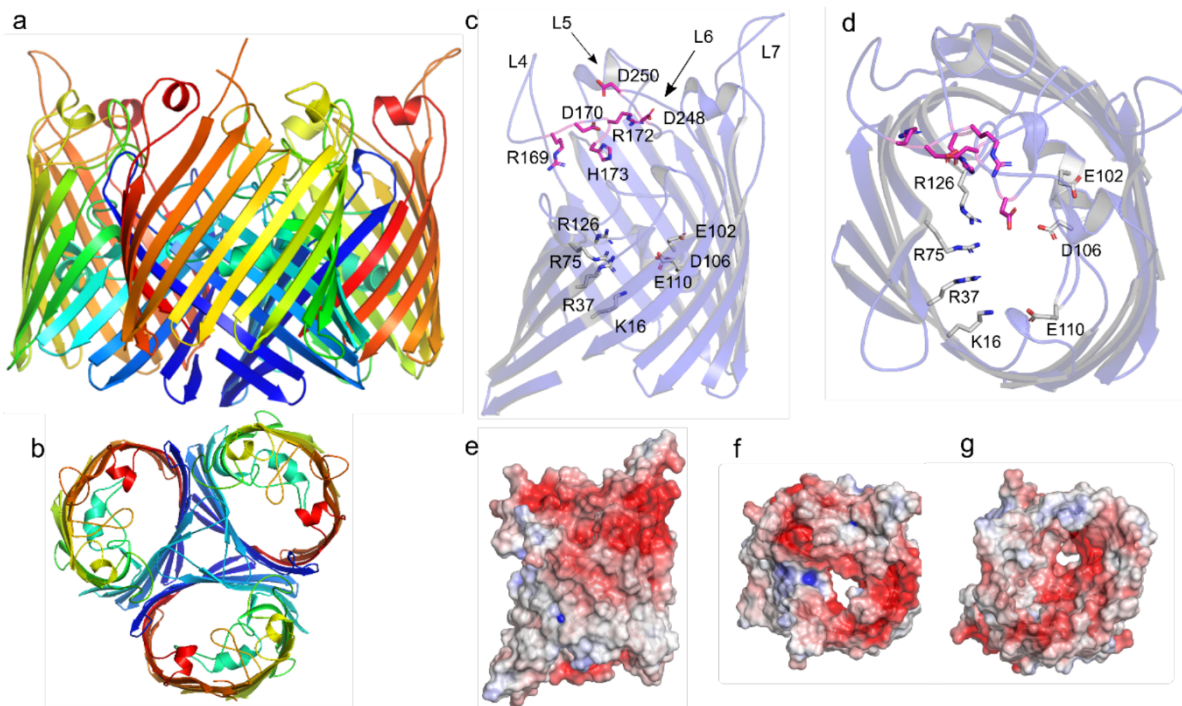 a
b
c
L5
L6
L7
L4
D250
D170
D248
R172
R169
H173
R126
E102
R75
D106
E110
R37
K16
d
R126
E102
R75
D106
R37
K16
E110
e
f
g